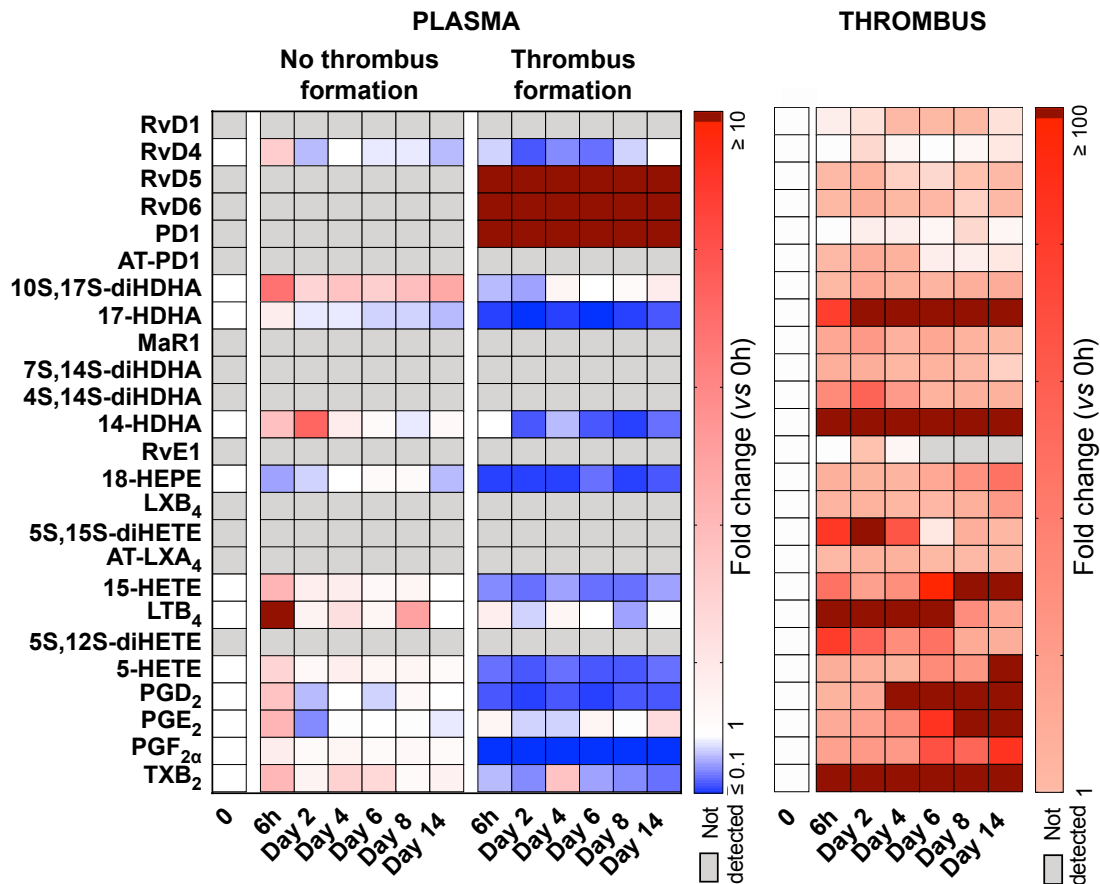 PLASMA
THROMBUS
No thrombus
formation
Thrombus
formation
RvD1
RvD4
RvD5
RvD6
PD1
AT-PD1
10S,17S-diHDHA
17-HDHA
MaR1
7S,14S-diHDHA
4S,14S-diHDHA
14-HDHA
RvE1
18-HEPE
LXB4
5S,15S-diHETE
AT-LXA4
15-HETE
LTB4
5S,12S-diHETE
5-HETE
PGD2
PGE2
PGF2α
TXB2
0
6h
Day 2
Day 4
Day 6
Day 8
Day 14
6h
Day 2
Day 4
Day 6
Day 8
Day 14
≥ 10
Fold change (vs 0h)
1
≤ 0.1
Not
detected
0
6h
Day 2
Day 4
Day 6
Day 8
Day 14
≥ 100
Fold change (vs 0h)
1
Not
detected